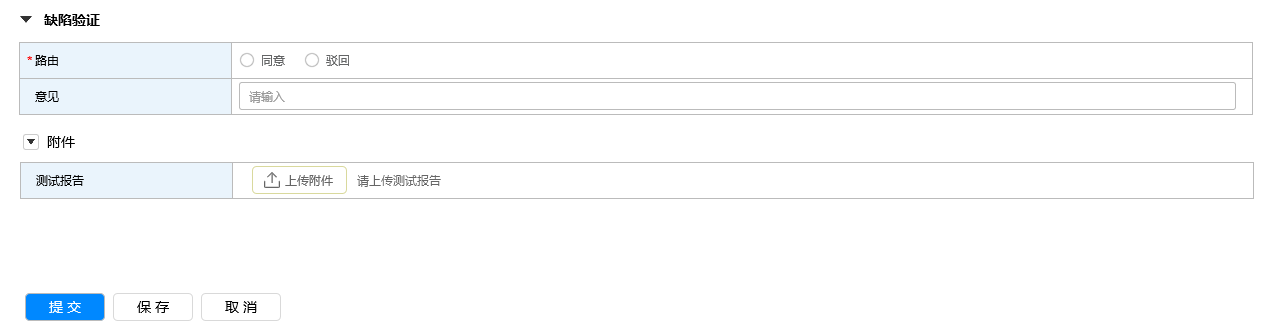 缺陷验证
*路由 同意 驳回
意见 请输入
附件
测试报告 上传附件 请上传测试报告
提交 保存 取消